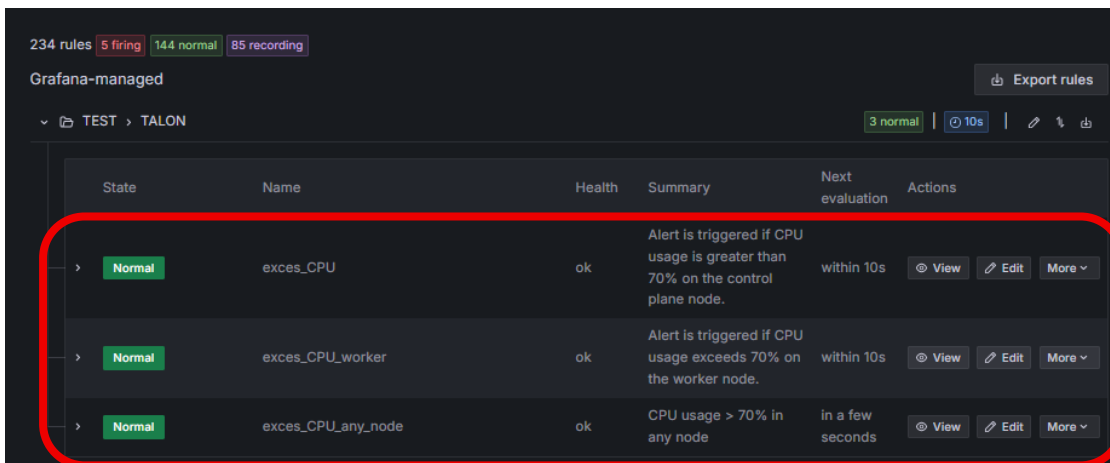 234 rules 5 firing 144 normal 85 recording
Grafana-managed
Export rules
TEST > TALON
3 normal
10s
State
Name
Health
Summary
Next
evaluation
Actions
Normal
exces_CPU
ok
Alert is triggered if CPU
usage is greater than
70% on the control
plane node.
within 10s
View
Edit
More
Normal
exces_CPU_worker
ok
Alert is triggered if CPU
usage exceeds 70% on
the worker node.
within 10s
View
Edit
More
Normal
exces_CPU_any_node
ok
CPU usage > 70% in
any node
in a few
seconds
View
Edit
More